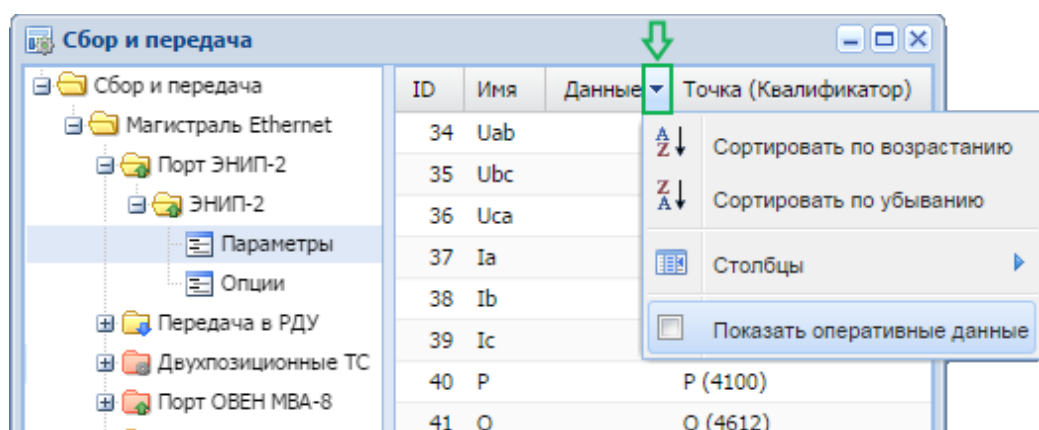 Сбор и передача
Сбор и передача
Магистраль Ethernet
Порт ЭНИП-2
ЭНИП-2
Параметры
Опции
Передача в РДУ
Двухпозиционные ТС
Порт ОВЕН МВА-8
ID Имя Данные Точка (Квалификатор)
34 Uab
35 Ubc
36 Uca
37 Ia
38 Ib
39 Ic
40 P P (4100)
41 Q Q (4612)
Сортировать по возрастанию
Сортировать по убыванию
Столбцы
Показать оперативные данные